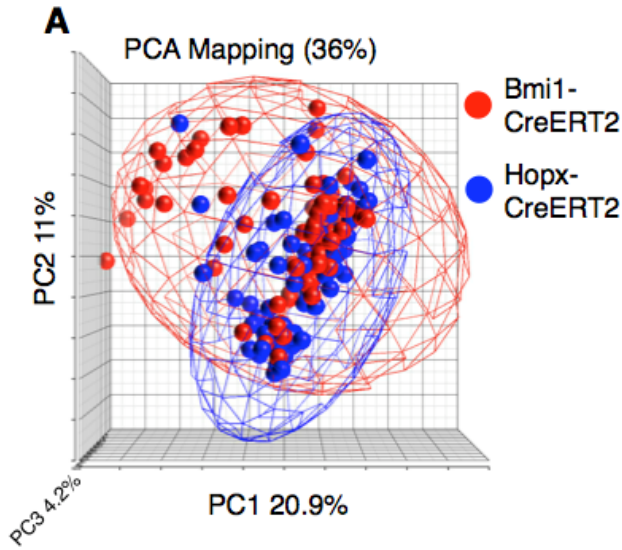 A
PCA Mapping (36%)
Bmi1-
CreERT2
Hopx-
CreERT2
PC2 11%
PC1 20.9%
PC3 4.2%